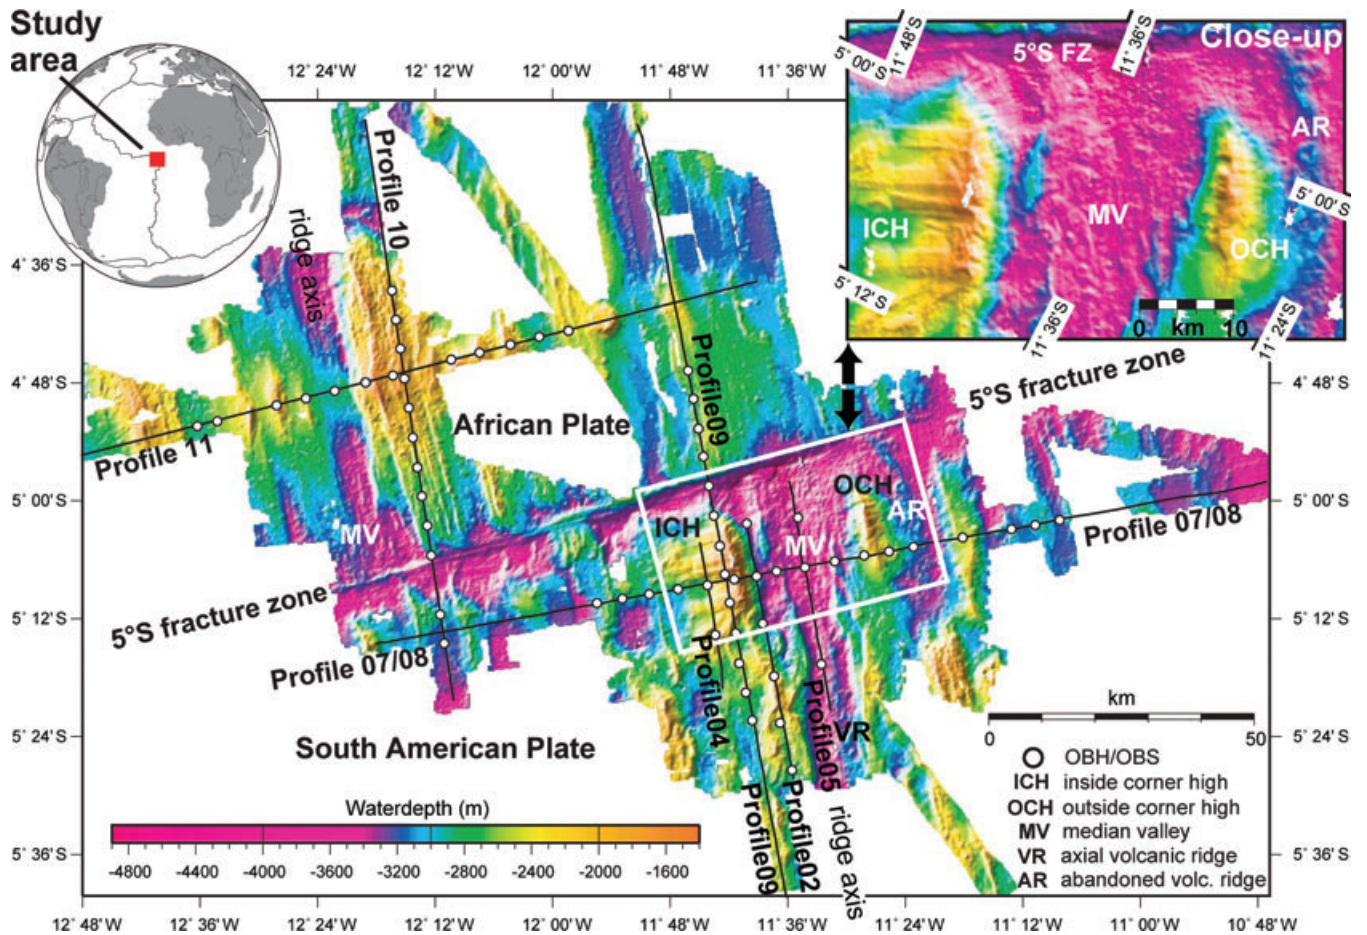 Study
area
12° 24'W
12° 12'W
12° 00'W
11° 48'W
11° 36'W
Close-up
5°S FZ
11° 48'S
11° 36'S
5° 00' S
AR
5° 00' S
MV
ICH
OCH
5° 12' S
0 km 10
11° 36'S
11° 24'S
Profile 10
ridge axis
4° 36'S
Profile09
5°S fracture zone
4° 48'S
4° 48'S
African Plate
Profile 11
OCH
AR
5° 00'S
5° 00'S
ICH
MV
MV
Profile 07/08
5°S fracture zone
5° 12'S
5° 12'S
Profile 07/08
Profile04
Profile05
VR
km
0
50
South American Plate
5° 24'S
5° 24'S
OBH/OBS
ICH inside corner high
OCH outside corner high
MV median valley
VR axial volcanic ridge
AR abandoned volc. ridge
Waterdepth (m)
-4800 -4400 -4000 -3600 -3200 -2800 -2400 -2000 -1600
Profile09
Profile02
ridge axis
5° 36'S
5° 36'S
12° 48'W
12° 36'W
12° 24'W
12° 12'W
12° 00'W
11° 48'W
11° 36'W
11° 24'W
11° 12'W
11° 00'W
10° 48'W